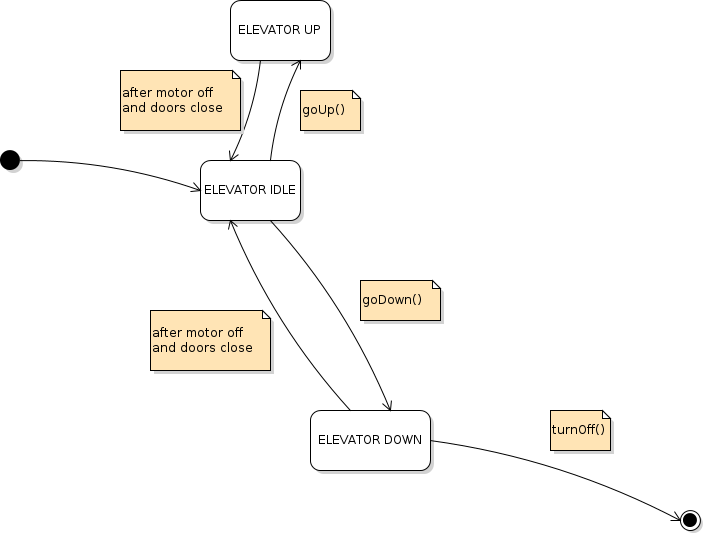 ELEVATOR UP
after motor off
and doors close
goUp()
ELEVATOR IDLE
goDown()
after motor off
and doors close
ELEVATOR DOWN
turnOff()